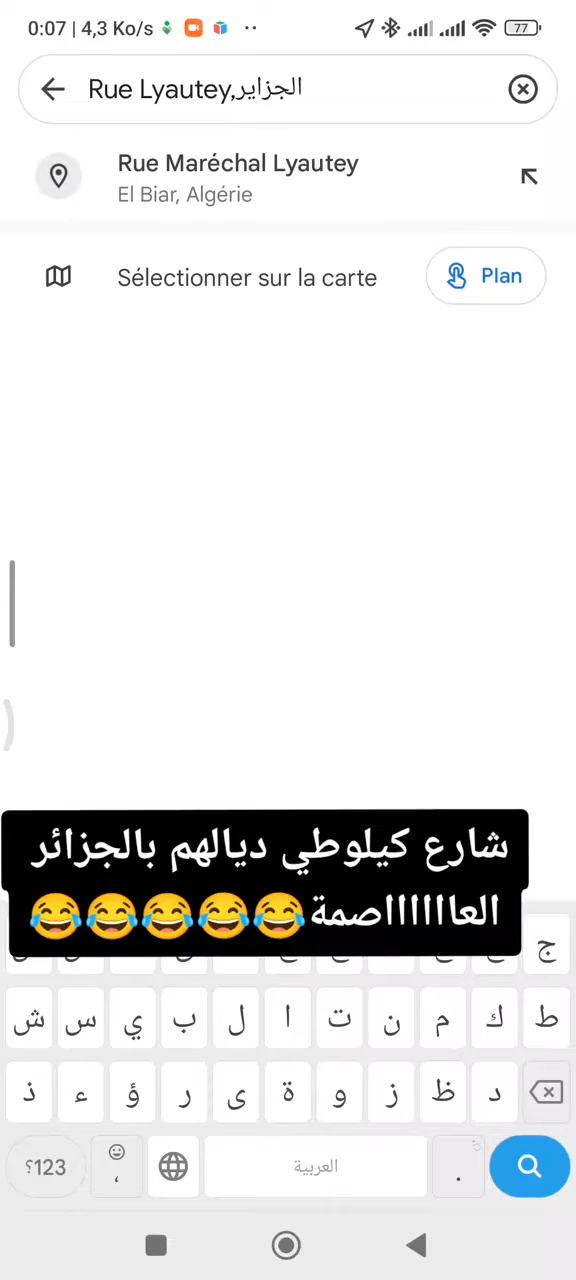 0:07 | 4,3 Ko/s
77
Rue Lyautey,الجزاير
Rue Maréchal Lyautey
El Biar, Algérie
Sélectionner sur la carte
Plan
شارع كيلوطي ديالهم بالجزائر
العاااااااصمة😂😂😂😂😂
ج
ط ك م ن ت ا ل ب ي س ش
د ظ ز و ة ى ر ؤ ء ذ
؟123
،
العربية
.